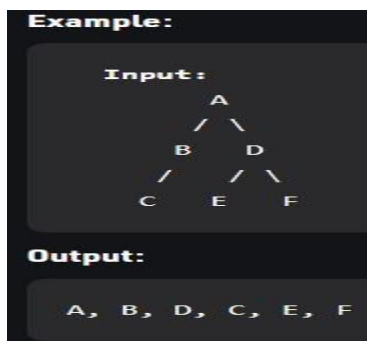 Example:
Input:
A
/ \
B D
/ / \
C E F
Output:
A, B, D, C, E, F